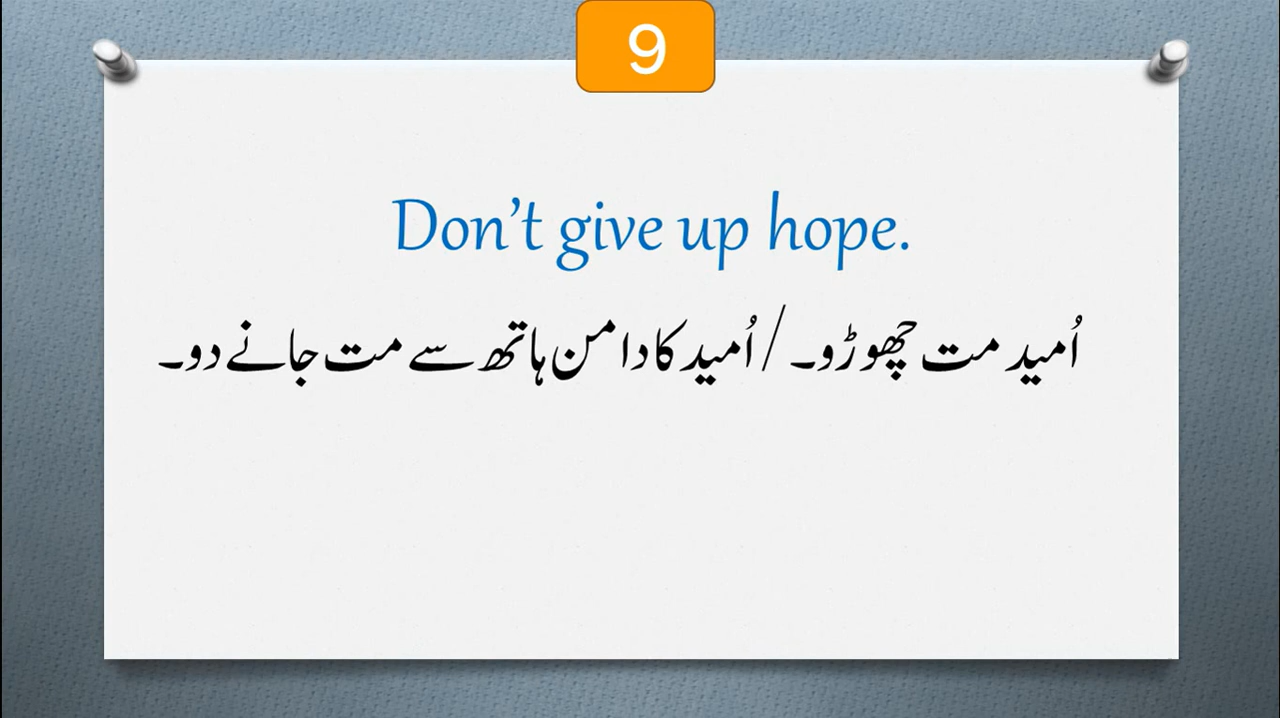 9
Don’t give up hope.
اُمید مت چھوڑو۔ / اُمید کا دامن ہاتھ سے مت جانے دو۔